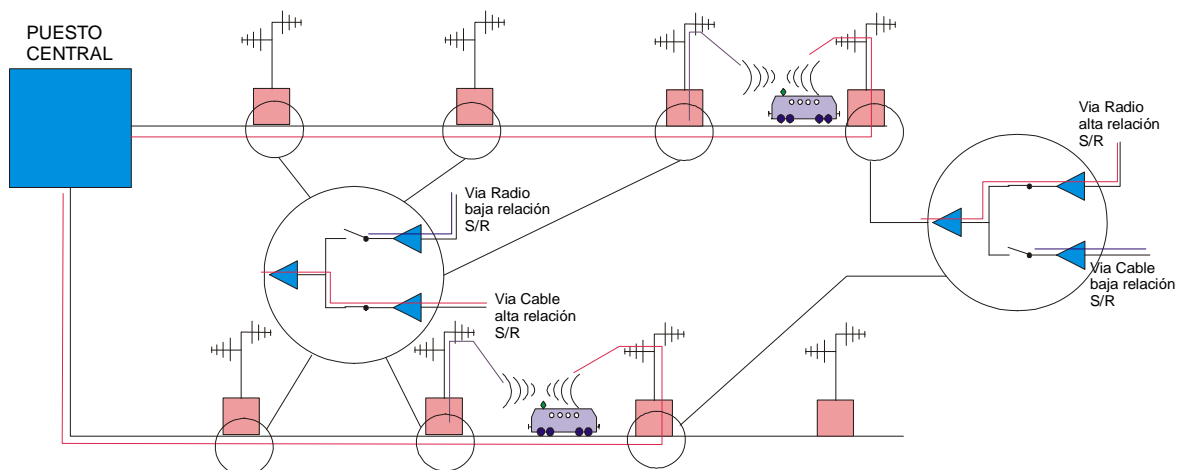 PUESTO
CENTRAL
Via Radio
alta relación
S/R
Via Radio
baja relación
S/R
Via Cable
baja relación
S/R
Via Cable
alta relación
S/R